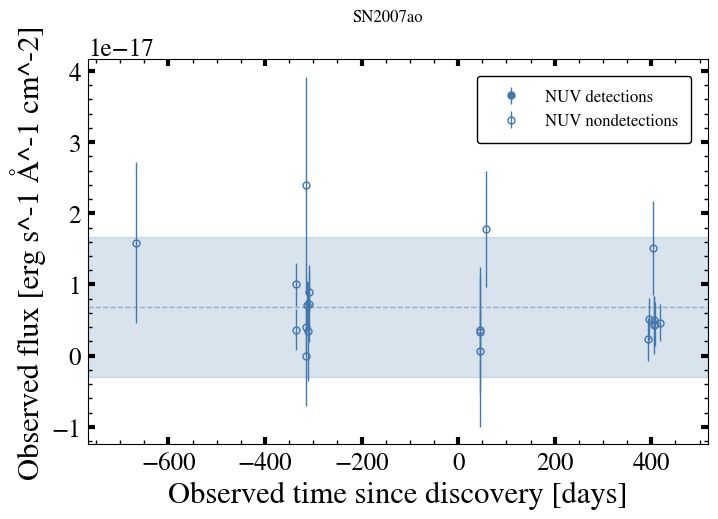 SN2007ao
1e−17
NUV detections
NUV nondetections
4
3
2
1
0
−1
−600 −400 −200 0 200 400
Observed time since discovery [days]
Observed flux [erg s^-1 Å^-1 cm^-2]